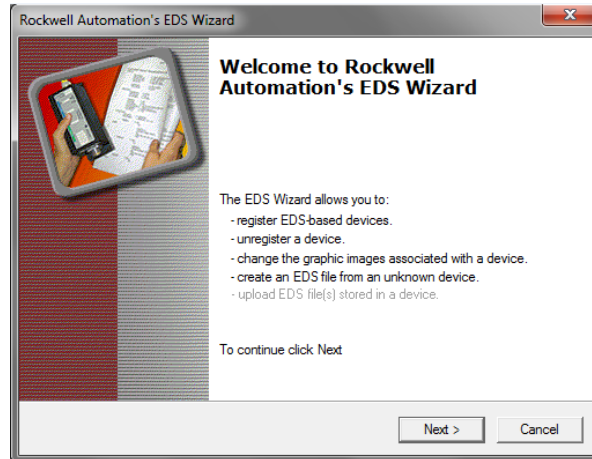 Rockwell Automation's EDS Wizard
Welcome to Rockwell
Automation's EDS Wizard
The EDS Wizard allows you to:
- register EDS-based devices.
- unregister a device.
- change the graphic images associated with a device.
- create an EDS file from an unknown device.
- upload EDS file(s) stored in a device.
To continue click Next
Next >
Cancel